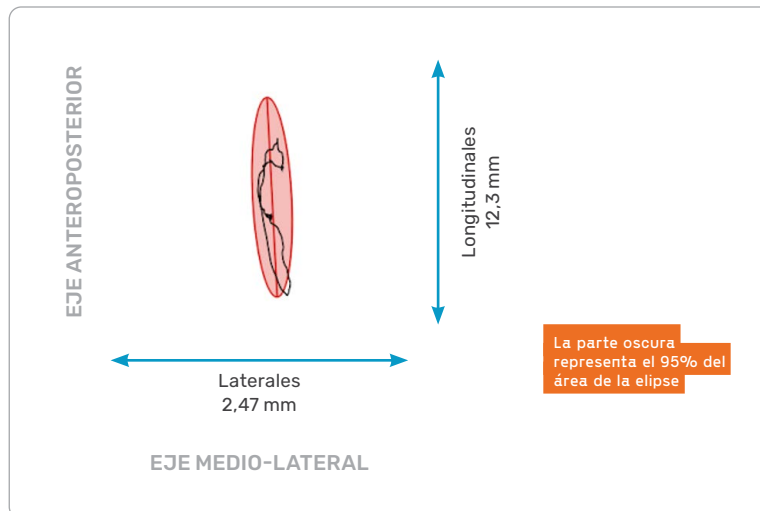 EJE ANTEROPOSTERIOR
Longitudinales
12,3 mm
Laterales
2,47 mm
La parte oscura
representa el 95% del
área de la elipse
EJE MEDIO-LATERAL